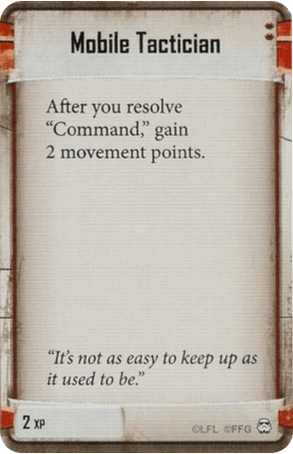 Mobile Tactician
After you resolve
“Command,” gain
2 movement points.
“It’s not as easy to keep up as
it used to be.”
2 XP
©LFL ©FFG